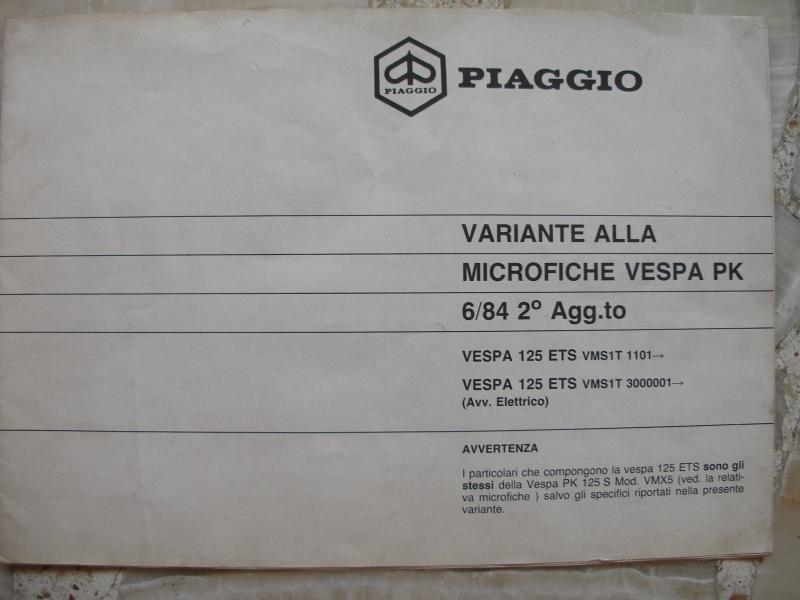 PIAGGIO PIAGGIO
VARIANTE ALLA
MICROFICHE VESPA PK
6/84 2º Agg.to
VESPA 125 ETS VMS1T 1101→
VESPA 125 ETS VMS1T 3000001→
(Avv. Elettrico)
AVVERTENZA
I particolari che compongono la vespa 125 ETS sono gli
stessi della Vespa PK 125 S Mod. VMX5 (ved. la relati-
va microfiche ) salvo gli specifici riportati nella presente
variante.